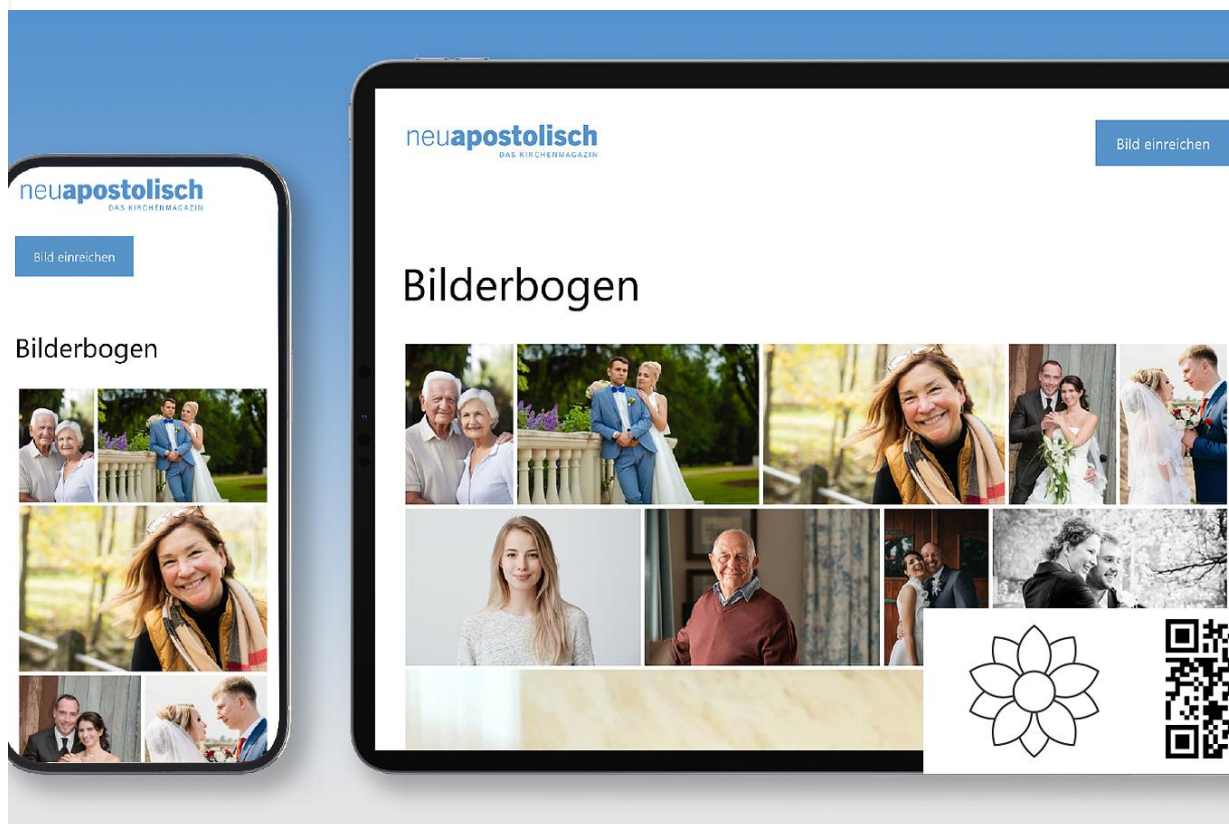 neuapostolisch
DAS KIRCHENMAGAZIN
Bild einreichen
Bilderbogen
neuapostolisch
DAS KIRCHENMAGAZIN
Bild einreichen
Bilderbogen